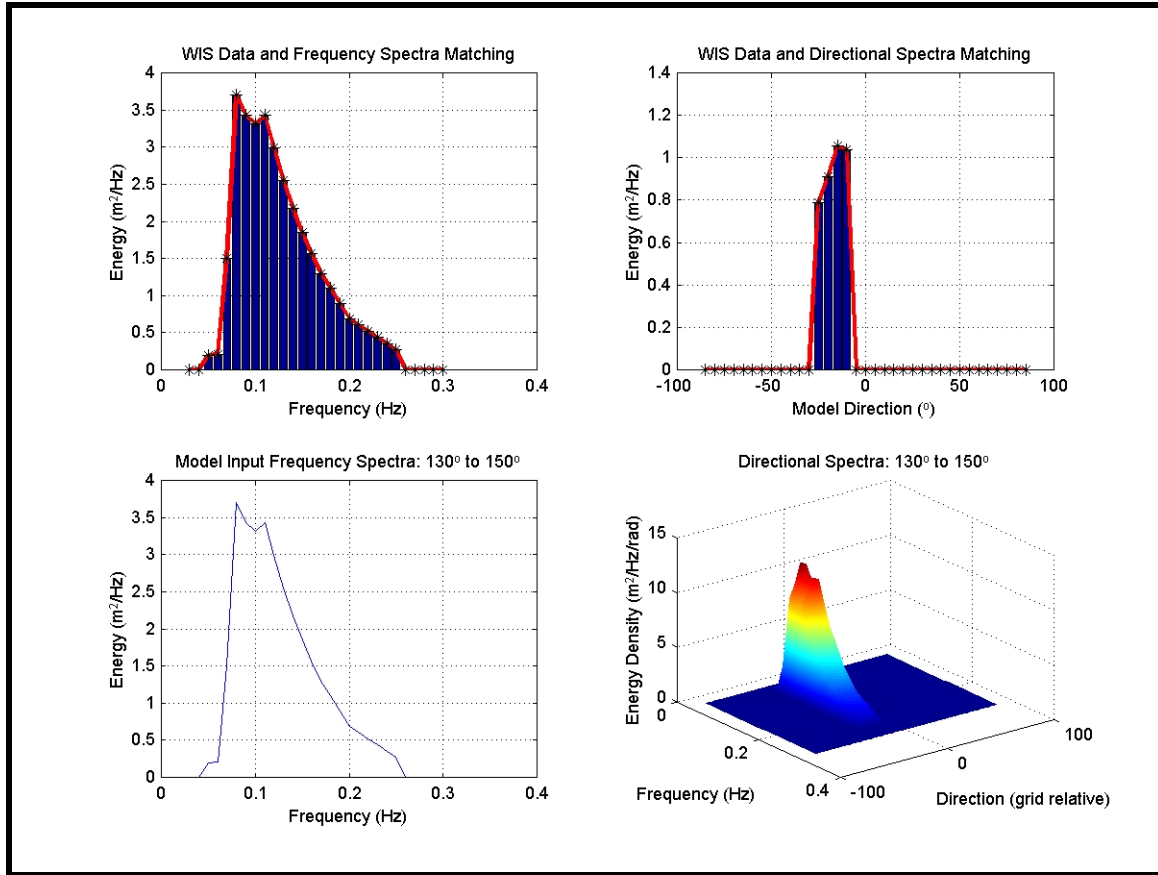 WIS Data and Frequency Spectra Matching
4
3.5
3
2.5
2
1.5
1
0.5
0
Energy (m²/Hz)
0 0.1 0.2 0.3 0.4
Frequency (Hz)
WIS Data and Directional Spectra Matching
1.4
1.2
1
0.8
0.6
0.4
0.2
0
Energy (m²/Hz)
-100 -50 0 50 100
Model Direction (º)
Model Input Frequency Spectra: 130º to 150º
4
3.5
3
2.5
2
1.5
1
0.5
0
Energy (m²/Hz)
0 0.1 0.2 0.3 0.4
Frequency (Hz)
Directional Spectra: 130º to 150º
15
10
5
0
Energy Density (m²/Hz/rad)
0
0.2
0.4
Frequency (Hz)
-100
0
100
Direction (grid relative)